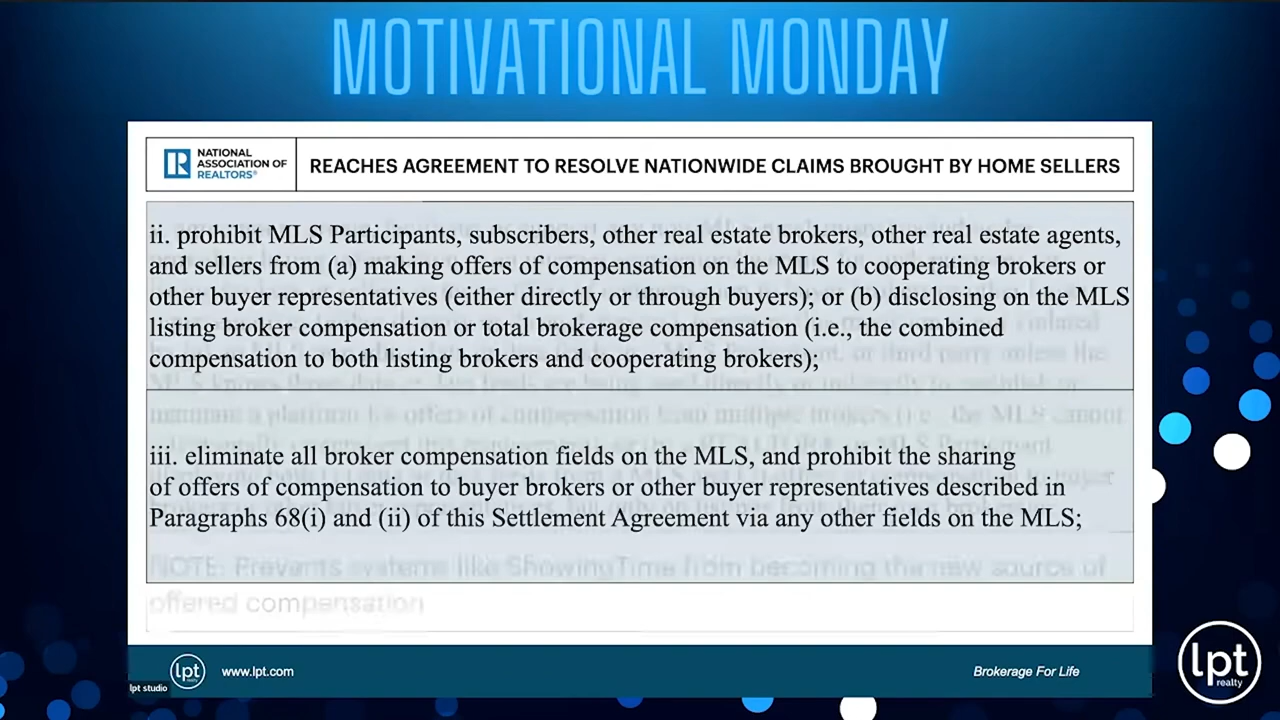 MOTIVATIONAL MONDAY
NATIONAL
ASSOCIATION OF
REALTORS®
REACHES AGREEMENT TO RESOLVE NATIONWIDE CLAIMS BROUGHT BY HOME SELLERS
ii. prohibit MLS Participants, subscribers, other real estate brokers, other real estate agents,
and sellers from (a) making offers of compensation on the MLS to cooperating brokers or
other buyer representatives (either directly or through buyers); or (b) disclosing on the MLS
listing broker compensation or total brokerage compensation (i.e., the combined
compensation to both listing brokers and cooperating brokers);
iii. eliminate all broker compensation fields on the MLS, and prohibit the sharing
of offers of compensation to buyer brokers or other buyer representatives described in
Paragraphs 68(i) and (ii) of this Settlement Agreement via any other fields on the MLS;
NOTE: Prevents systems like ShowingTime from becoming the new source of
offered compensation
lpt
www.lpt.com
Brokerage For Life
lpt studio
lpt
realty